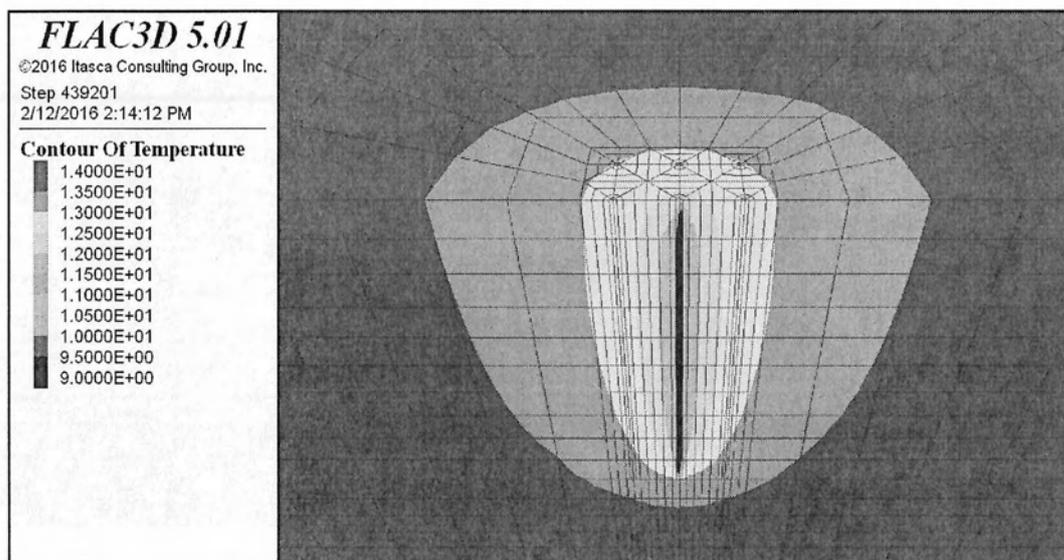 FLAC3D 5.01
©2016 Itasca Consulting Group, Inc.
Step 439201
2/12/2016 2:14:12 PM
Contour Of Temperature
1.4000E+01
1.3500E+01
1.3000E+01
1.2500E+01
1.2000E+01
1.1500E+01
1.1000E+01
1.0500E+01
1.0000E+01
9.5000E+00
9.0000E+00